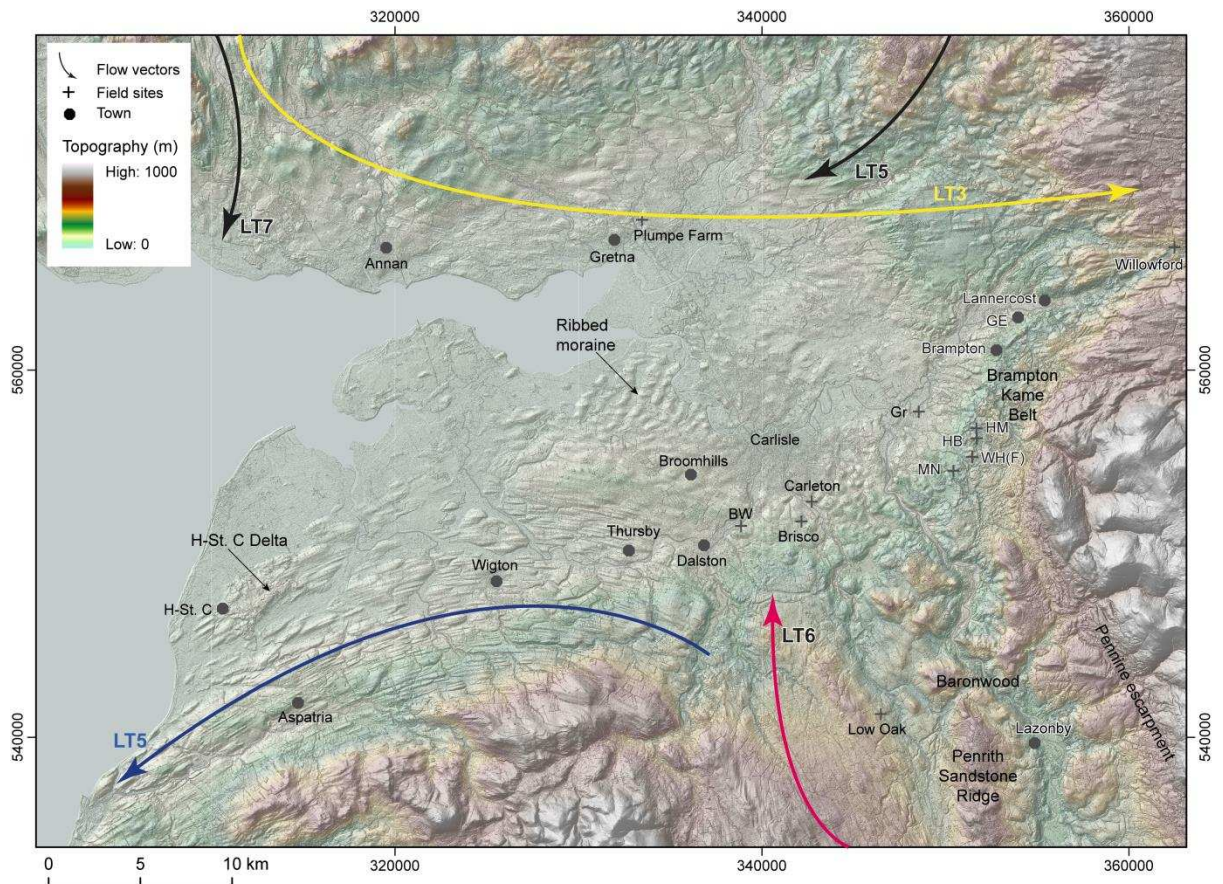 320000
340000
360000
Flow vectors
Field sites
Town
Topography (m)
High: 1000
Low: 0
LT7
LT5
LT3
Plumpe Farm
Annan
Gretna
Willowford
Lannercost
GE
Ribbed
moraine
Brampton
560000
560000
Brampton
Kame
Belt
Gr
HM
HB
WH(F)
MN
Carlisle
Broomhills
Carleton
BW
Brisco
Thursby
Dalston
H-St. C Delta
Wigton
H-St. C
LT6
Pennine escarpment
Baronwood
Aspatria
Low Oak
Lazonby
LT5
540000
540000
Penrith
Sandstone
Ridge
0
5
10 km
320000
340000
360000